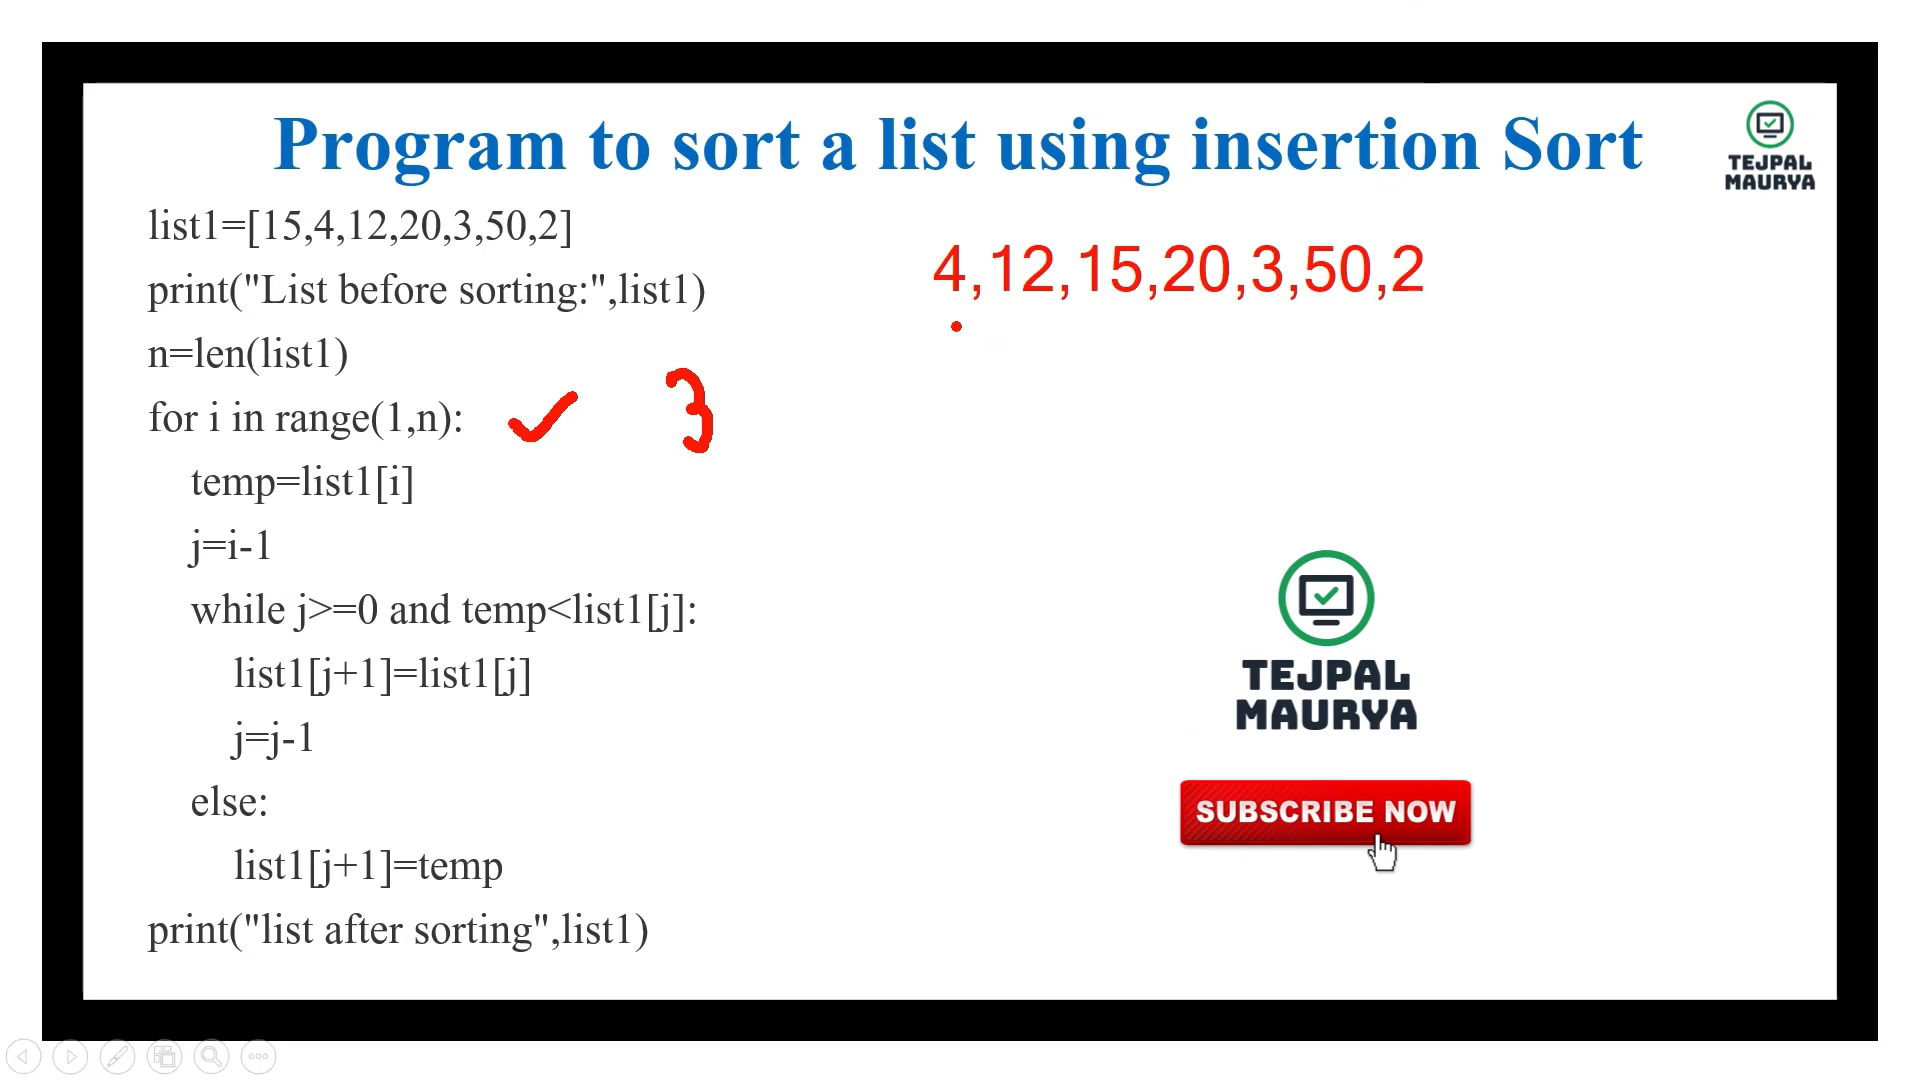 Program to sort a list using insertion Sort
TEJPAL
MAURYA
list1=[15,4,12,20,3,50,2]
print("List before sorting:",list1)
n=len(list1)
for i in range(1,n):
temp=list1[i]
j=i-1
while j>=0 and temp<list1[j]:
list1[j+1]=list1[j]
j=j-1
else:
list1[j+1]=temp
print("list after sorting",list1)
4,12,15,20,3,50,2
3
TEJPAL
MAURYA
SUBSCRIBE NOW